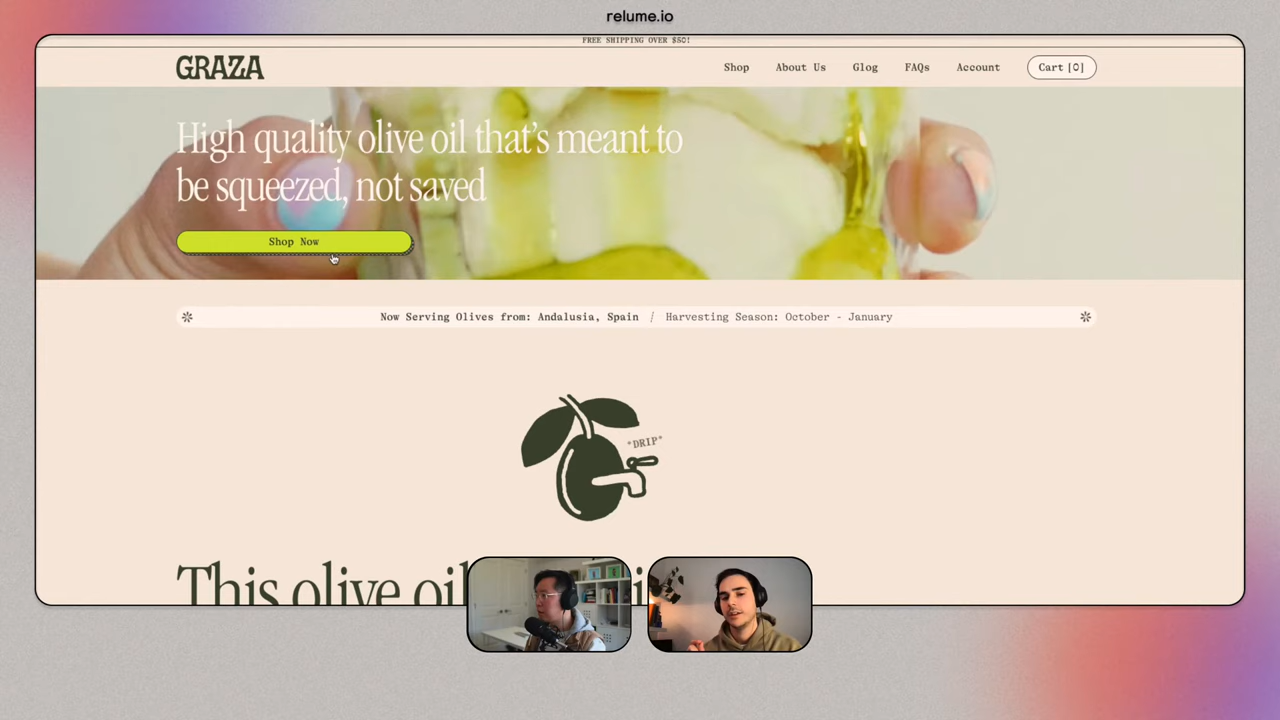 relume.io
FREE SHIPPING OVER $50!
GRAZA
Shop
About Us
Glog
FAQs
Account
Cart [0]
High quality olive oil that's meant to
be squeezed, not saved
Shop Now
Now Serving Olives from: Andalusia, Spain / Harvesting Season: October - January
*DRIP*
This olive oil